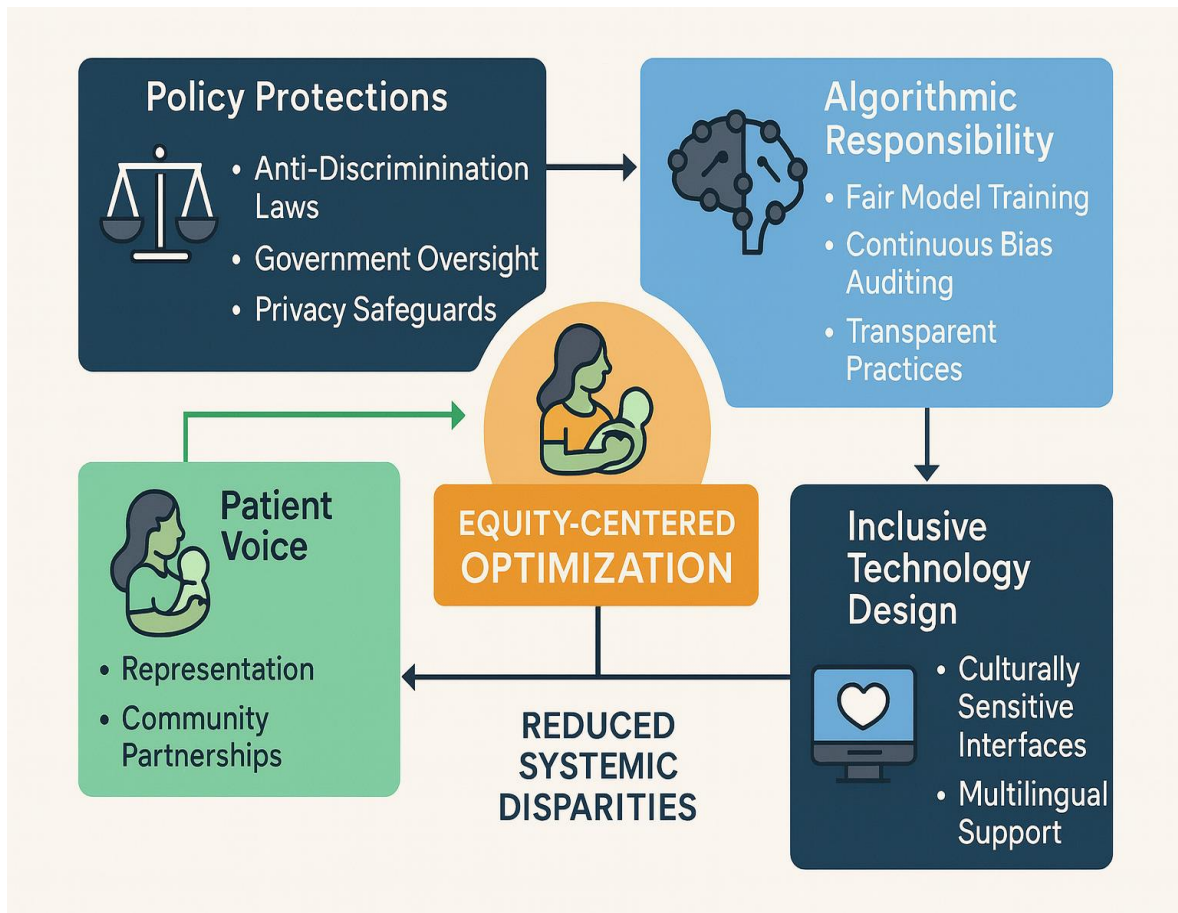 Policy Protections
• Anti-Discriminination
Laws
• Government Oversight
• Privacy Safeguards
Algorithmic
Responsibility
• Fair Model Training
• Continuous Bias
Auditing
• Transparent
Practices
Patient
Voice
• Representation
• Community
Partnerships
EQUITY-CENTERED
OPTIMIZATION
REDUCED
SYSTEMIC
DISPARITIES
Inclusive
Technology
Design
• Culturally
Sensitive
Interfaces
• Multilingual
Support